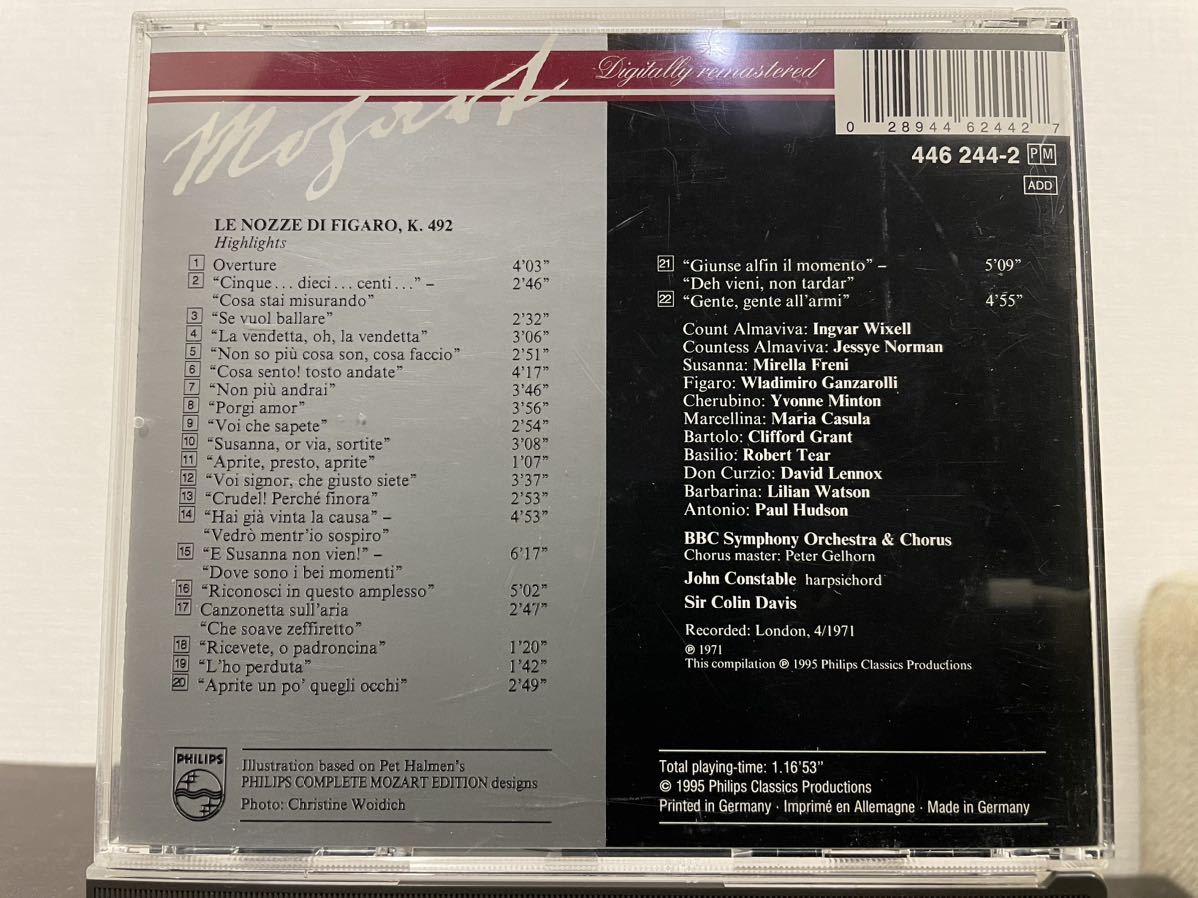 Mozart
Digitally remastered
0 28944 62442 7
446 244-2 PM
ADD
LE NOZZE DI FIGARO, K. 492
Highlights
1 Overture 4'03"
2 "Cinque... dieci... centi..." – 2'46"
"Cosa stai misurando"
3 "Se vuol ballare" 2'32"
4 "La vendetta, oh, la vendetta" 3'06"
5 "Non so più cosa son, cosa faccio" 2'51"
6 "Cosa sento! tosto andate" 4'17"
7 "Non più andrai" 3'46"
8 "Porgi amor" 3'56"
9 "Voi che sapete" 2'54"
10 "Susanna, or via, sortite" 3'08"
11 "Aprite, presto, aprite" 1'07"
12 "Voi signor, che giusto siete" 3'37"
13 "Crudel! Perché finora" 2'53"
14 "Hai già vinta la causa" – 4'53"
"Vedrò mentr'io sospiro"
15 "E Susanna non vien!" – 6'17"
"Dove sono i bei momenti"
16 "Riconosci in questo amplesso" 5'02"
17 Canzonetta sull'aria 2'47"
"Che soave zeffiretto"
18 "Ricevete, o padroncina" 1'20"
19 "L'ho perduta" 1'42"
20 "Aprite un po' quegli occhi" 2'49"
21 "Giunse alfin il momento" – 5'09"
"Deh vieni, non tardar"
22 "Gente, gente all'armi" 4'55"
Count Almaviva: Ingvar Wixell
Countess Almaviva: Jessye Norman
Susanna: Mirella Freni
Figaro: Wladimiro Ganzarolli
Cherubino: Yvonne Minton
Marcellina: Maria Casula
Bartolo: Clifford Grant
Basilio: Robert Tear
Don Curzio: David Lennox
Barbarina: Lilian Watson
Antonio: Paul Hudson
BBC Symphony Orchestra & Chorus
Chorus master: Peter Gelhorn
John Constable harpsichord
Sir Colin Davis
Recorded: London, 4/1971
℗ 1971
This compilation ℗ 1995 Philips Classics Productions
PHILIPS
Illustration based on Pet Halmen's
PHILIPS COMPLETE MOZART EDITION designs
Photo: Christine Woidich
Total playing-time: 1.16'53"
© 1995 Philips Classics Productions
Printed in Germany · Imprimé en Allemagne · Made in Germany